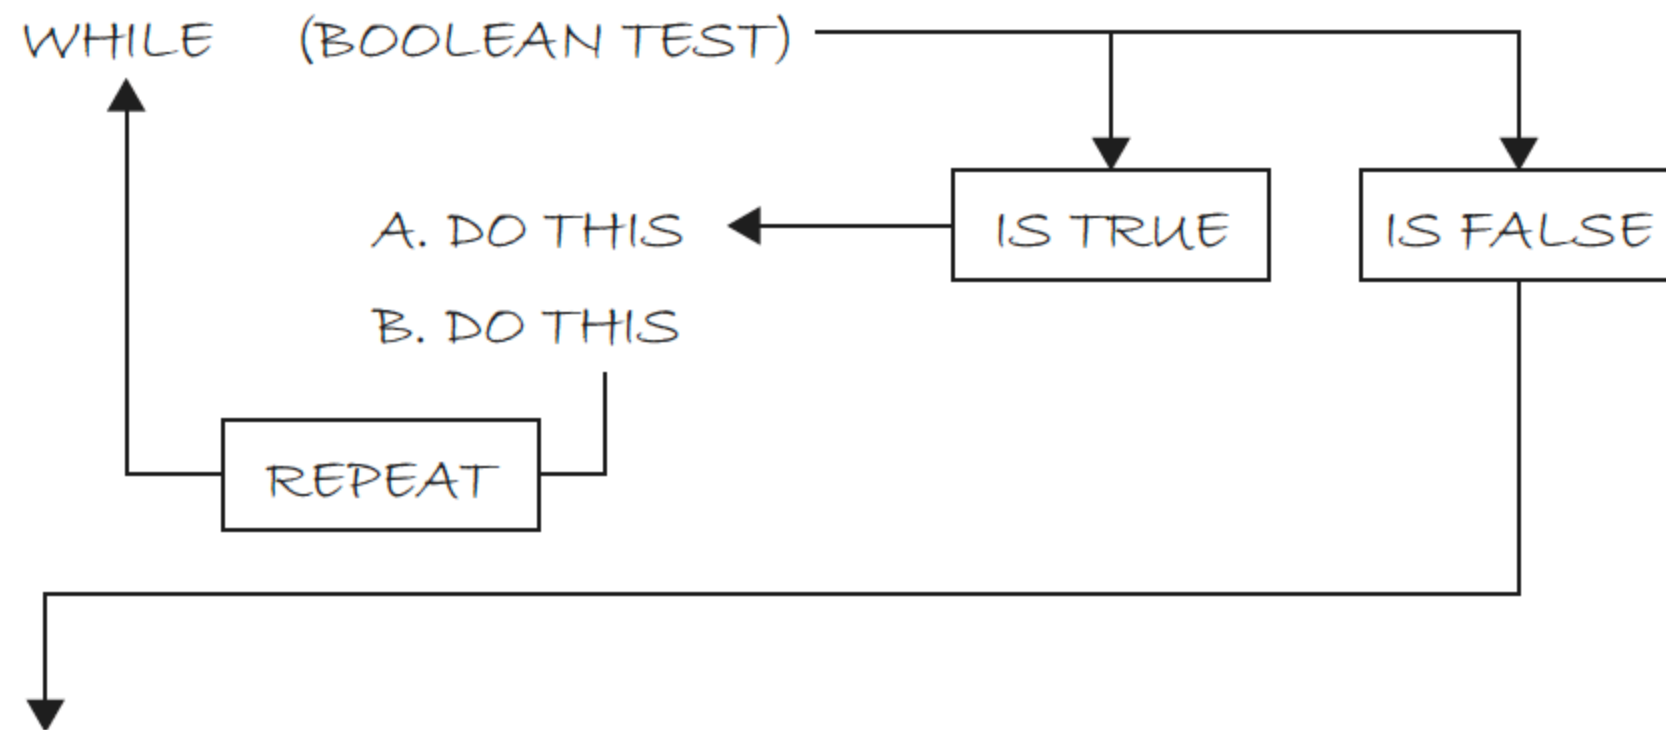 WHILE (BOOLEAN TEST)
A. DO THIS
IS TRUE
IS FALSE
B. DO THIS
REPEAT